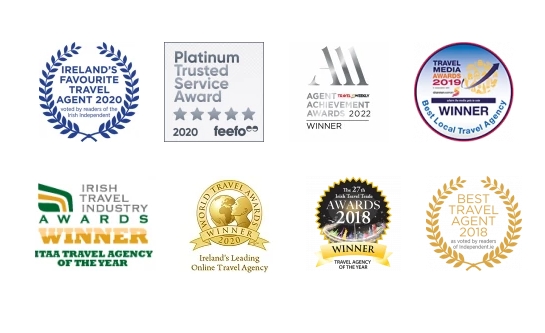 IRELAND'S
FAVOURITE
TRAVEL
AGENT 2020
voted by readers of the
Irish Independent
Platinum
Trusted
Service
Award
2020 feefo
AGENT TRAVEL WEEKLY
ACHIEVEMENT
AWARDS 2022
WINNER
TRAVEL
MEDIA
AWARDS
2019
WINNER
Best Local Travel Agency
IRISH
TRAVEL
INDUSTRY
AWARDS
WINNER
ITAA TRAVEL AGENCY
OF THE YEAR
WORLD TRAVEL AWARDS
WINNER
2020
Ireland's Leading
Online Travel Agency
The 27th
Irish Travel Trade
AWARDS
2018
WINNER
TRAVEL AGENCY
OF THE YEAR
BEST
TRAVEL
AGENT
2018
as voted by readers
of Independent.ie